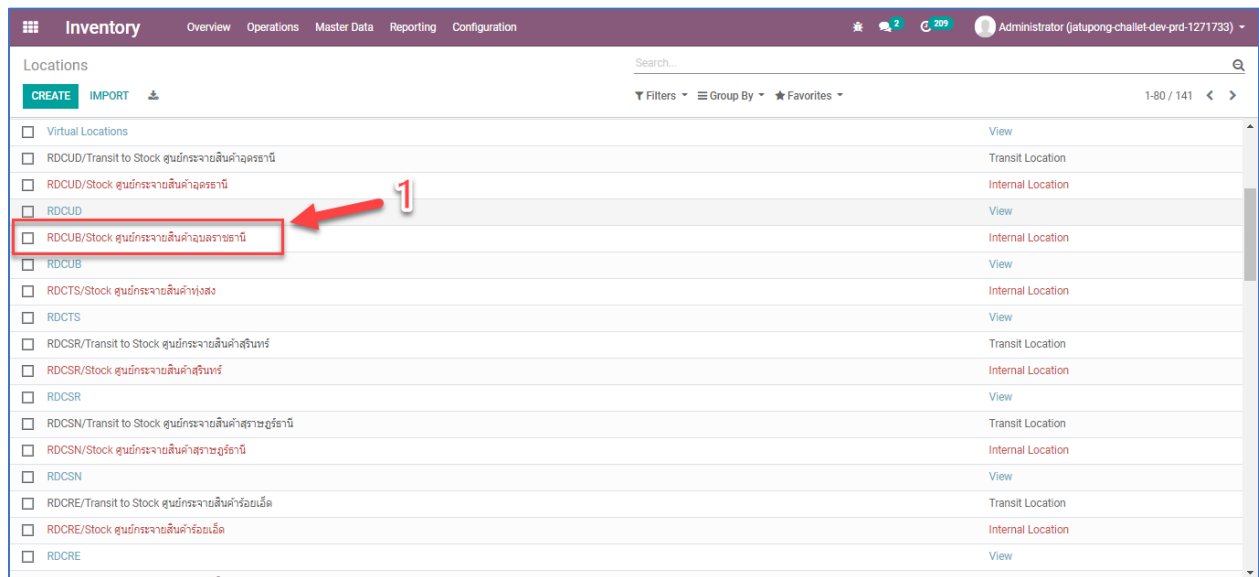 Inventory Overview Operations Master Data Reporting Configuration 2 209 Administrator (jatupong-challet-dev-prd-1271733)
Locations Search...
CREATE IMPORT Filters Group By Favorites 1-80 / 141
Virtual Locations View
RDCUD/Transit to Stock ศูนย์กระจายสินค้าอุดรธานี Transit Location
RDCUD/Stock ศูนย์กระจายสินค้าอุดรธานี Internal Location
1
RDCUD View
RDCUB/Stock ศูนย์กระจายสินค้าอุบลราชธานี Internal Location
RDCUB View
RDCTS/Stock ศูนย์กระจายสินค้าทุ่งสง Internal Location
RDCTS View
RDCSR/Transit to Stock ศูนย์กระจายสินค้าสุรินทร์ Transit Location
RDCSR/Stock ศูนย์กระจายสินค้าสุรินทร์ Internal Location
RDCSR View
RDCSN/Transit to Stock ศูนย์กระจายสินค้าสุราษฎร์ธานี Transit Location
RDCSN/Stock ศูนย์กระจายสินค้าสุราษฎร์ธานี Internal Location
RDCSN View
RDCRE/Transit to Stock ศูนย์กระจายสินค้าร้อยเอ็ด Transit Location
RDCRE/Stock ศูนย์กระจายสินค้าร้อยเอ็ด Internal Location
RDCRE View